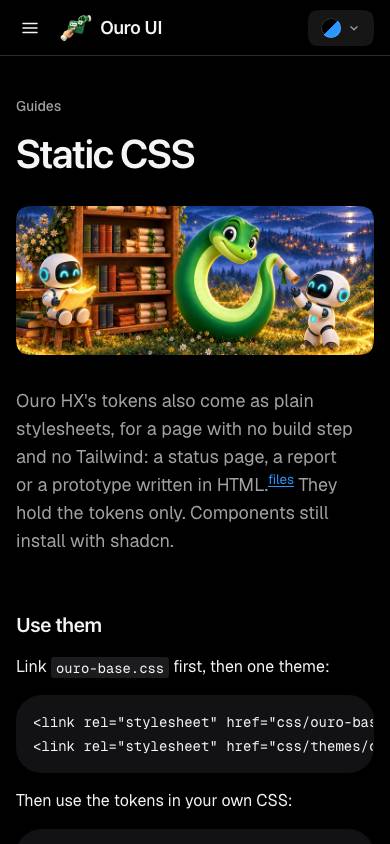 Ouro UI
Guides
Static CSS
Ouro HX's tokens also come as plain
stylesheets, for a page with no build step
and no Tailwind: a status page, a report
or a prototype written in HTML.files They
hold the tokens only. Components still
install with shadcn.
Use them
Link ouro-base.css first, then one theme:
<link rel="stylesheet" href="css/ouro-bas
<link rel="stylesheet" href="css/themes/
Then use the tokens in your own CSS: